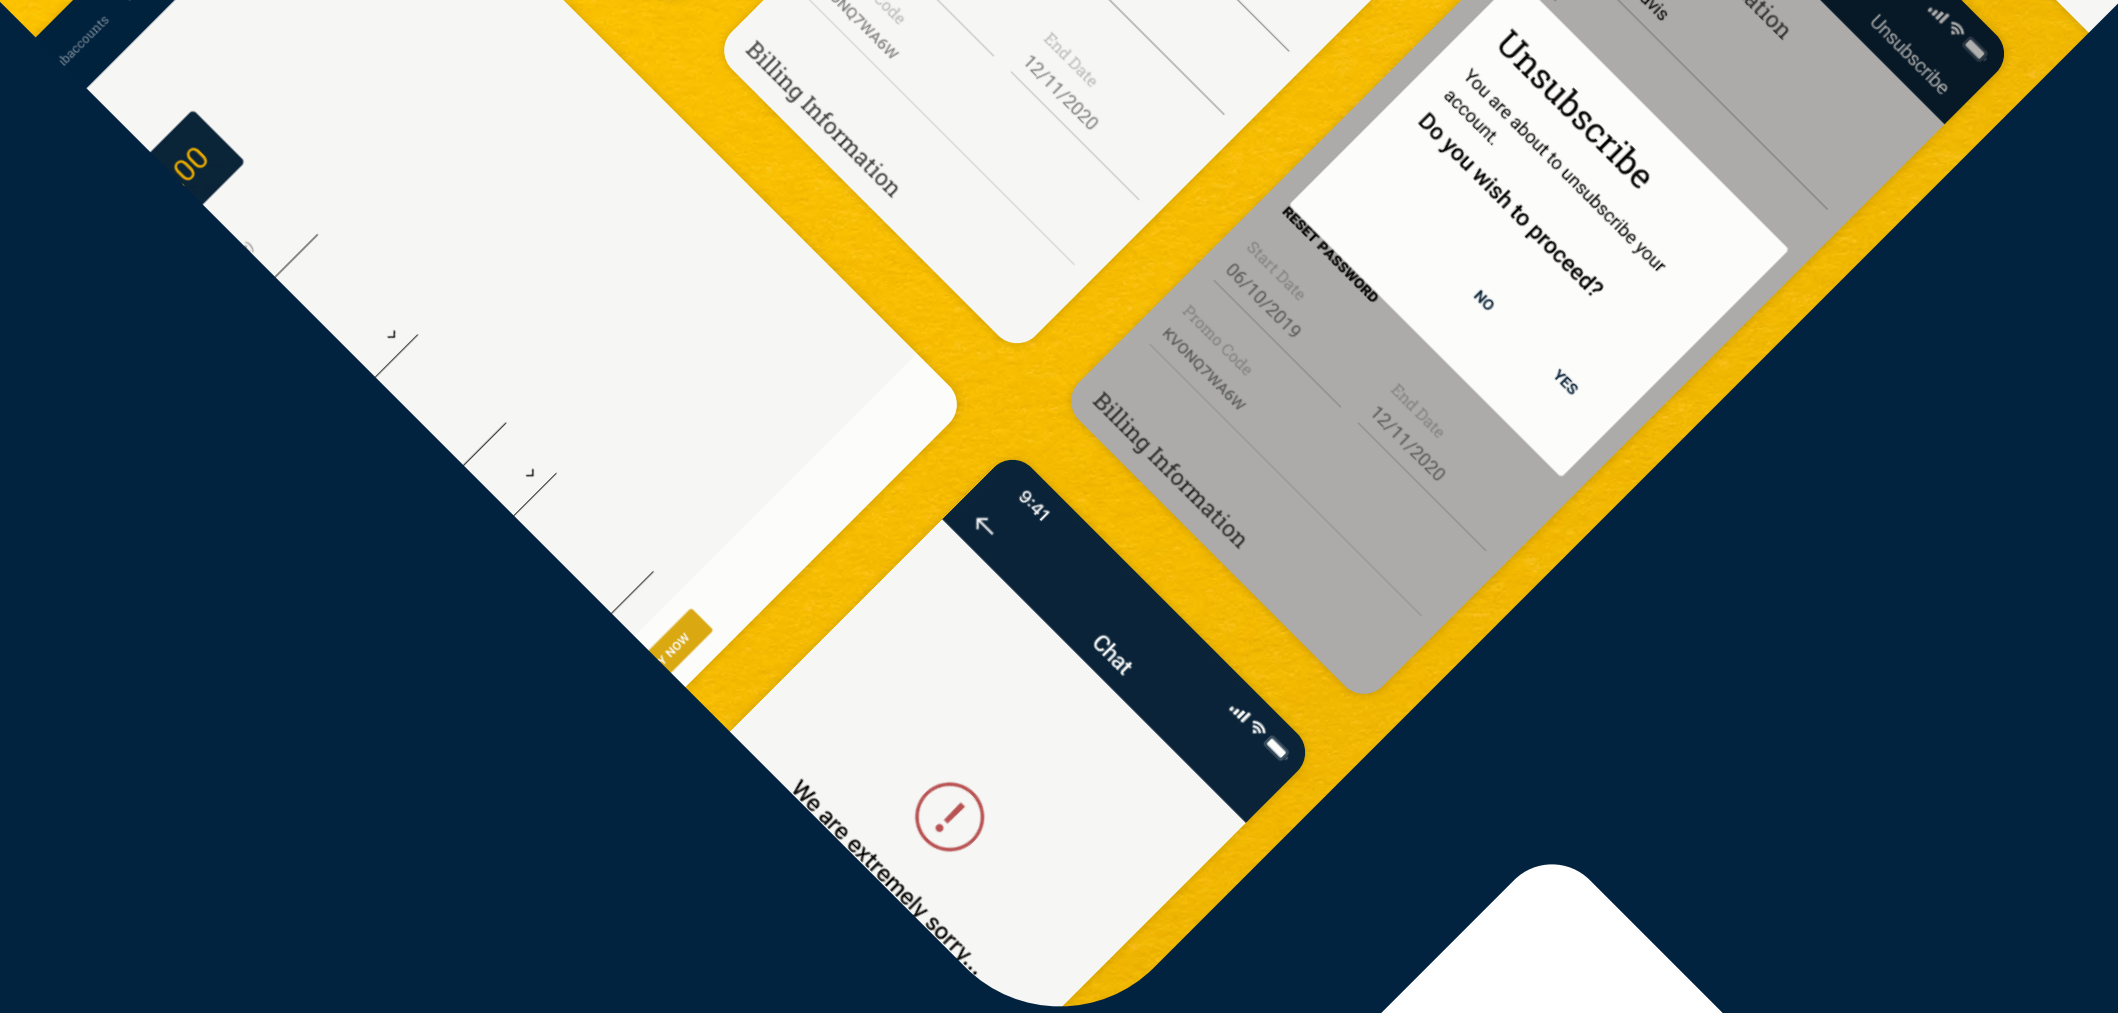 baccounts
00
Code
NQ7WA6W
End Date
12/11/2020
Billing Information
NOW
9:41
Chat
We are extremely sorry...
Unsubscribe
Unsubscribe
You are about to unsubscribe your
account.
Do you wish to proceed?
NO
YES
RESET PASSWORD
Start Date
06/10/2019
Promo Code
KVONQ7WA6W
End Date
12/11/2020
Billing Information